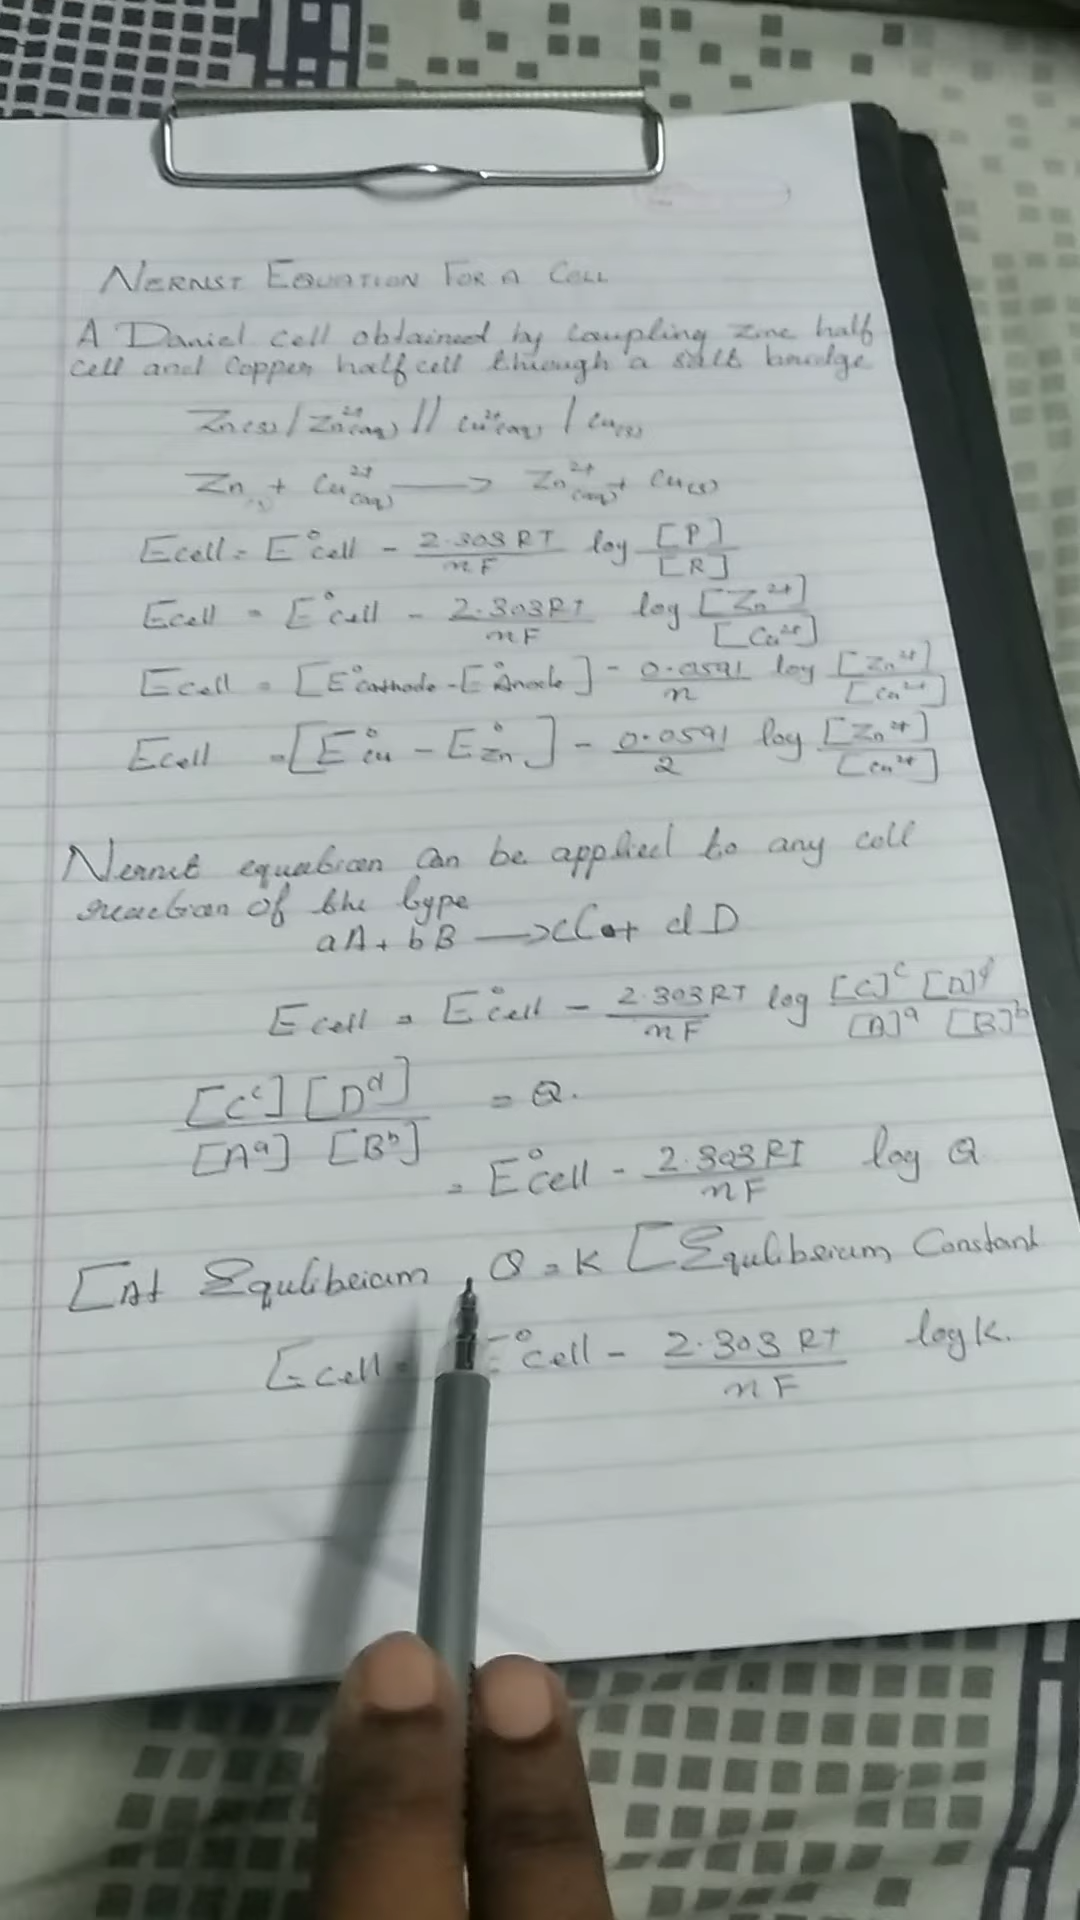 NERNST EQUATION FOR A CELL
A Daniel cell obtained by coupling zinc half
cell and Copper half cell through a salt bridge
Zn(s) / Zn²⁺(aq) // Cu²⁺(aq) / Cu(s)
Zn(s) + Cu²⁺(aq) → Zn²⁺(aq) + Cu(s)
Ecell = E°cell - 2.303RT/nF log [P]/[R]
Ecell = E°cell - 2.303RT/nF log [Zn²⁺]/[Cu²⁺]
Ecell = [E°cathode - E°Anode] - 0.0591/n log [Zn²⁺]/[Cu²⁺]
Ecell = [E°Cu - E°Zn] - 0.0591/2 log [Zn²⁺]/[Cu²⁺]
Nernst equation can be applied to any cell
reaction of the type
aA + bB → cC + dD
Ecell = E°cell - 2.303RT/nF log [C]ᶜ [D]ᵈ/[A]ᵃ [B]ᵇ
[Cᶜ] [Dᵈ]/[Aᵃ] [Bᵇ] = Q.
= E°cell - 2.303RT/nF log Q
[At Equlibrium, Q = K [Equlibrium Constant
Ecell = E°cell - 2.303RT/nF log K.